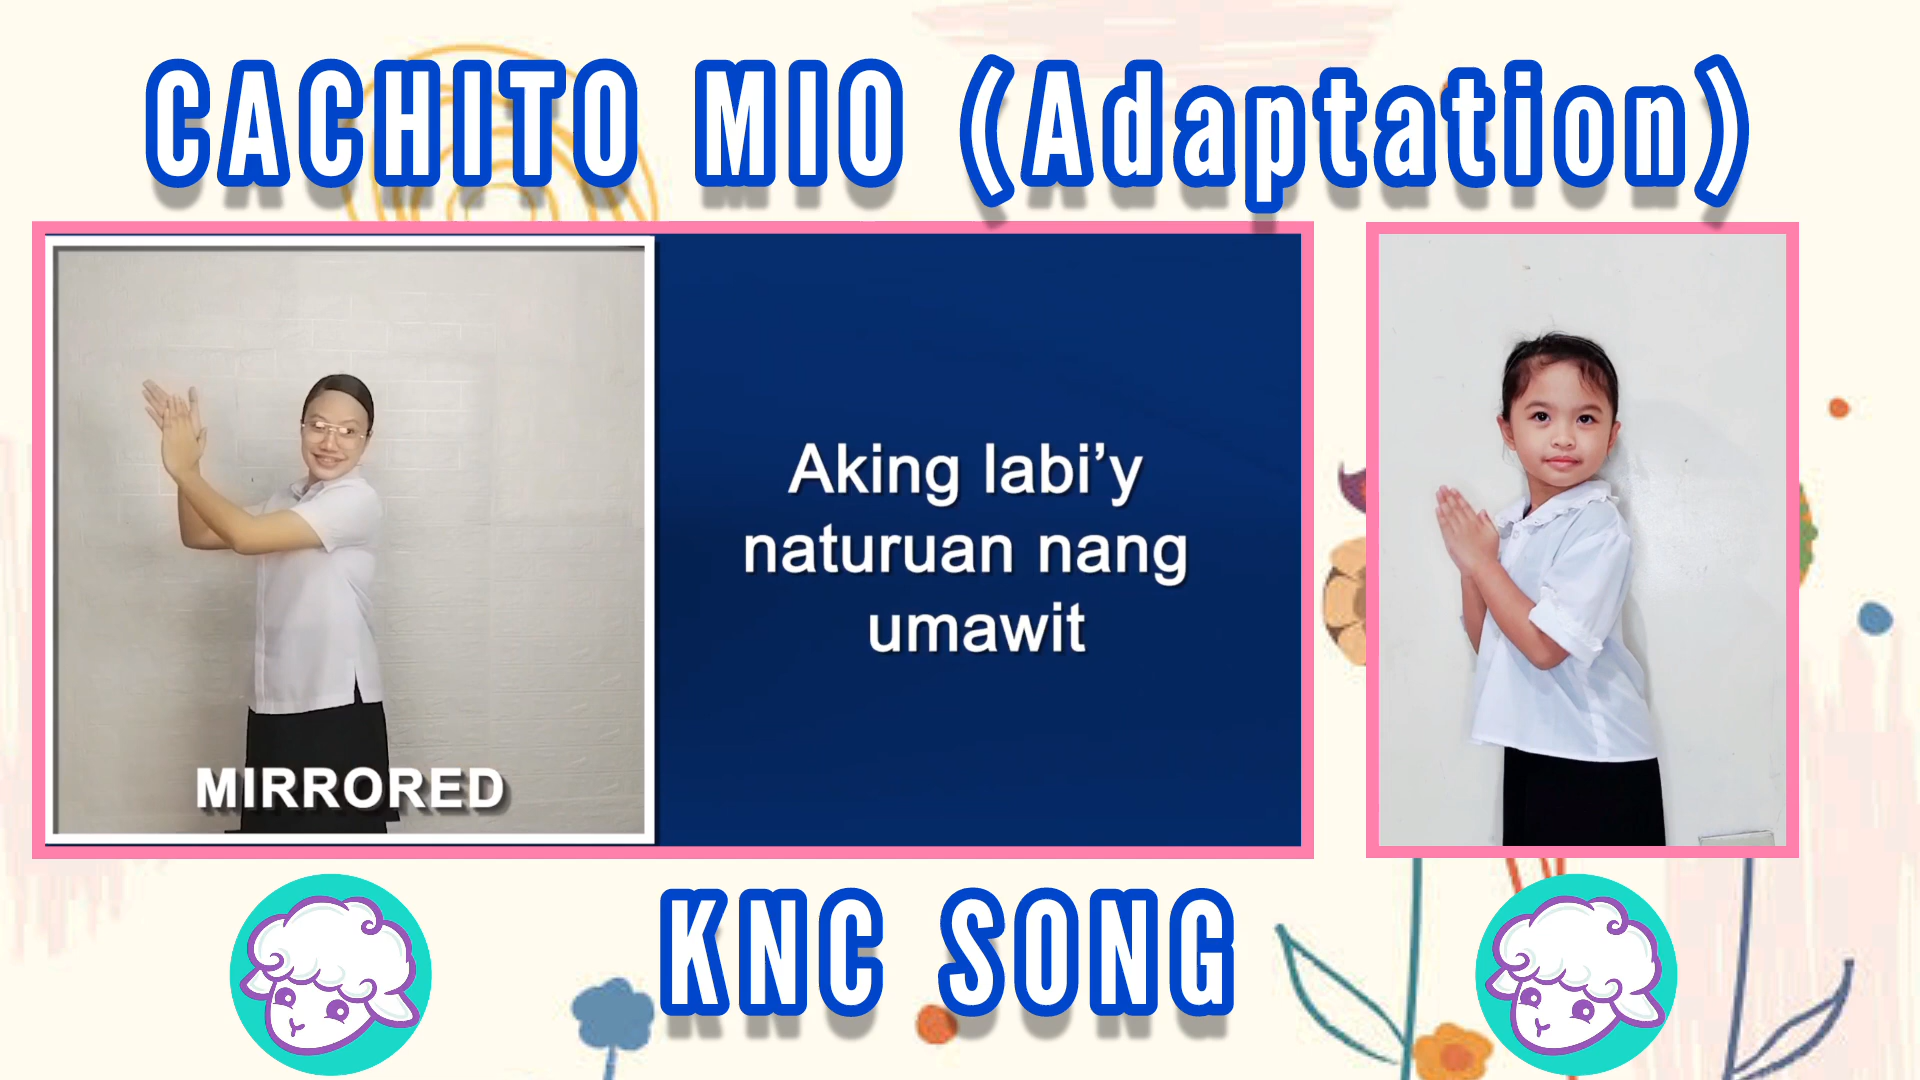 CACHITO MIO (Adaptation)
Aking labi’y
naturuan nang
umawit
MIRRORED
KNC SONG